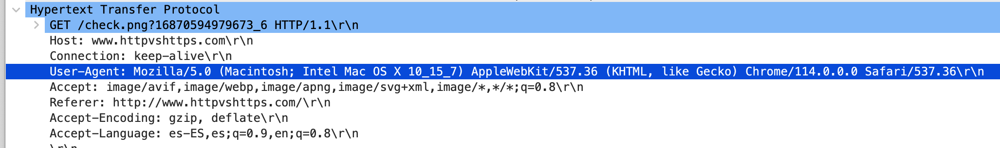 Hypertext Transfer Protocol
GET /check.png?16870594979673_6 HTTP/1.1\r\n
Host: www.httpvshttps.com\r\n
Connection: keep-alive\r\n
User-Agent: Mozilla/5.0 (Macintosh; Intel Mac OS X 10_15_7) AppleWebKit/537.36 (KHTML, like Gecko) Chrome/114.0.0.0 Safari/537.36\r\n
Accept: image/avif,image/webp,image/apng,image/svg+xml,image/*,*/*;q=0.8\r\n
Referer: http://www.httpvshttps.com/\r\n
Accept-Encoding: gzip, deflate\r\n
Accept-Language: es-ES,es;q=0.9,en;q=0.8\r\n
\r\n